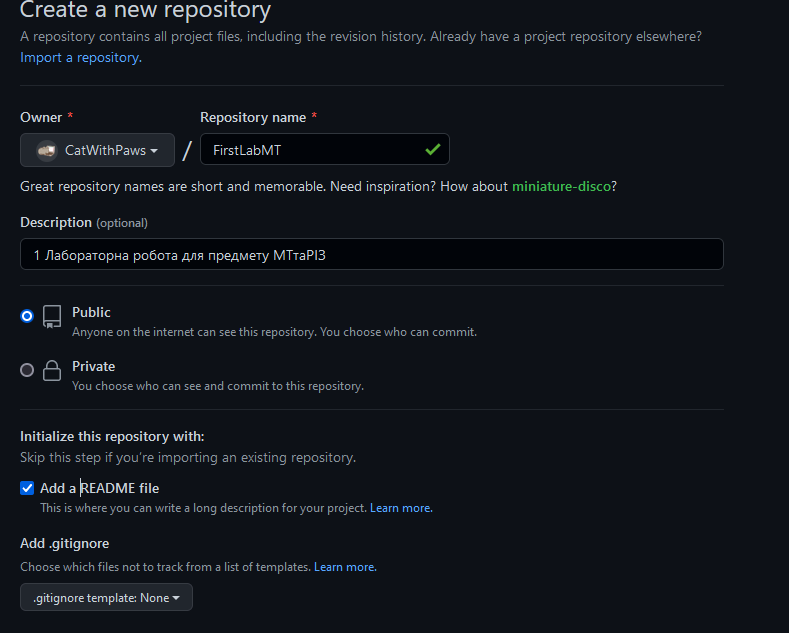 Create a new repository
A repository contains all project files, including the revision history. Already have a project repository elsewhere?
Import a repository.
Owner *
Repository name *
CatWithPaws
/
FirstLabMT
Great repository names are short and memorable. Need inspiration? How about miniature-disco?
Description (optional)
1 Лабораторна робота для предмету МТтаРІЗ
Public
Anyone on the internet can see this repository. You choose who can commit.
Private
You choose who can see and commit to this repository.
Initialize this repository with:
Skip this step if you're importing an existing repository.
Add a README file
This is where you can write a long description for your project. Learn more.
Add .gitignore
Choose which files not to track from a list of templates. Learn more.
.gitignore template: None